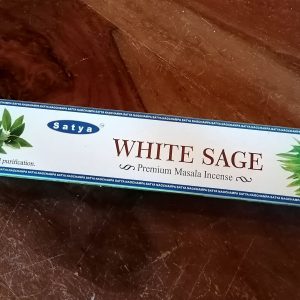 Satya
WHITE SAGE
Premium Masala Incense
purification.